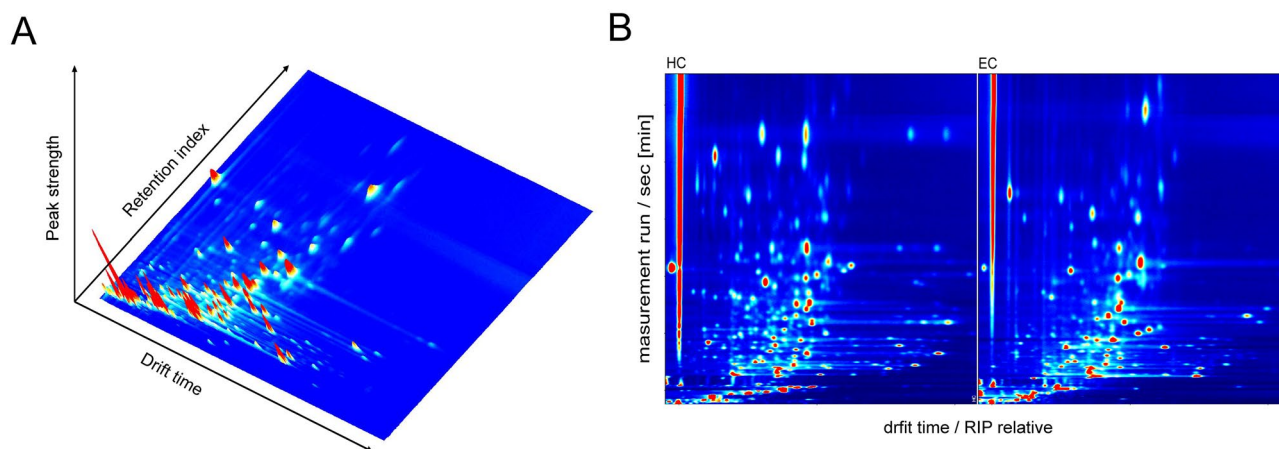 A
Peak strength
Retention index
Drift time
B
HC
EC
masurement run / sec [min]
drfit time / RIP relative